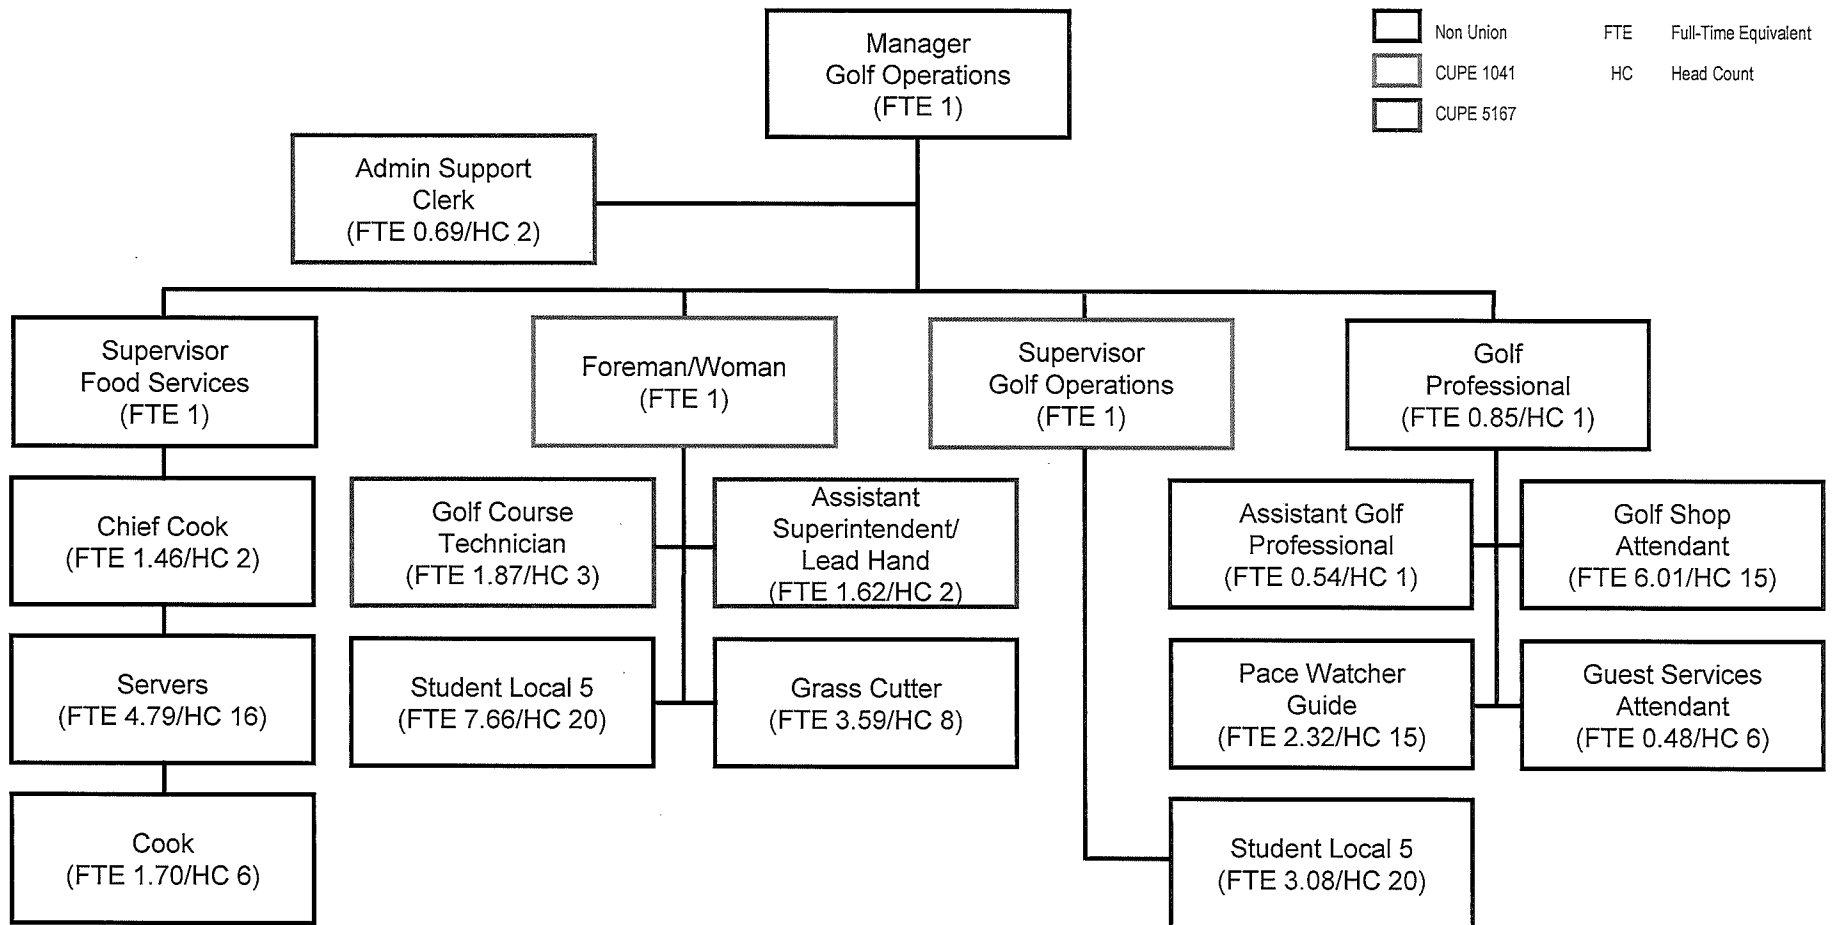 Manager
Golf Operations
(FTE 1)
Non Union
FTE Full-Time Equivalent
CUPE 1041
HC Head Count
CUPE 5167
Admin Support
Clerk
(FTE 0.69/HC 2)
Supervisor
Food Services
(FTE 1)
Foreman/Woman
(FTE 1)
Supervisor
Golf Operations
(FTE 1)
Golf
Professional
(FTE 0.85/HC 1)
Chief Cook
(FTE 1.46/HC 2)
Golf Course
Technician
(FTE 1.87/HC 3)
Assistant
Superintendent/
Lead Hand
(FTE 1.62/HC 2)
Assistant Golf
Professional
(FTE 0.54/HC 1)
Golf Shop
Attendant
(FTE 6.01/HC 15)
Servers
(FTE 4.79/HC 16)
Student Local 5
(FTE 7.66/HC 20)
Grass Cutter
(FTE 3.59/HC 8)
Pace Watcher
Guide
(FTE 2.32/HC 15)
Guest Services
Attendant
(FTE 0.48/HC 6)
Cook
(FTE 1.70/HC 6)
Student Local 5
(FTE 3.08/HC 20)